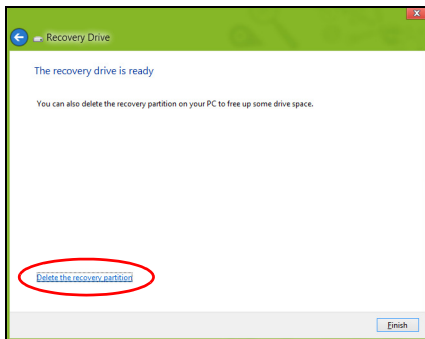 x
Recovery Drive
The recovery drive is ready
You can also delete the recovery partition on your PC to free up some drive space.
Delete the recovery partition
Finish